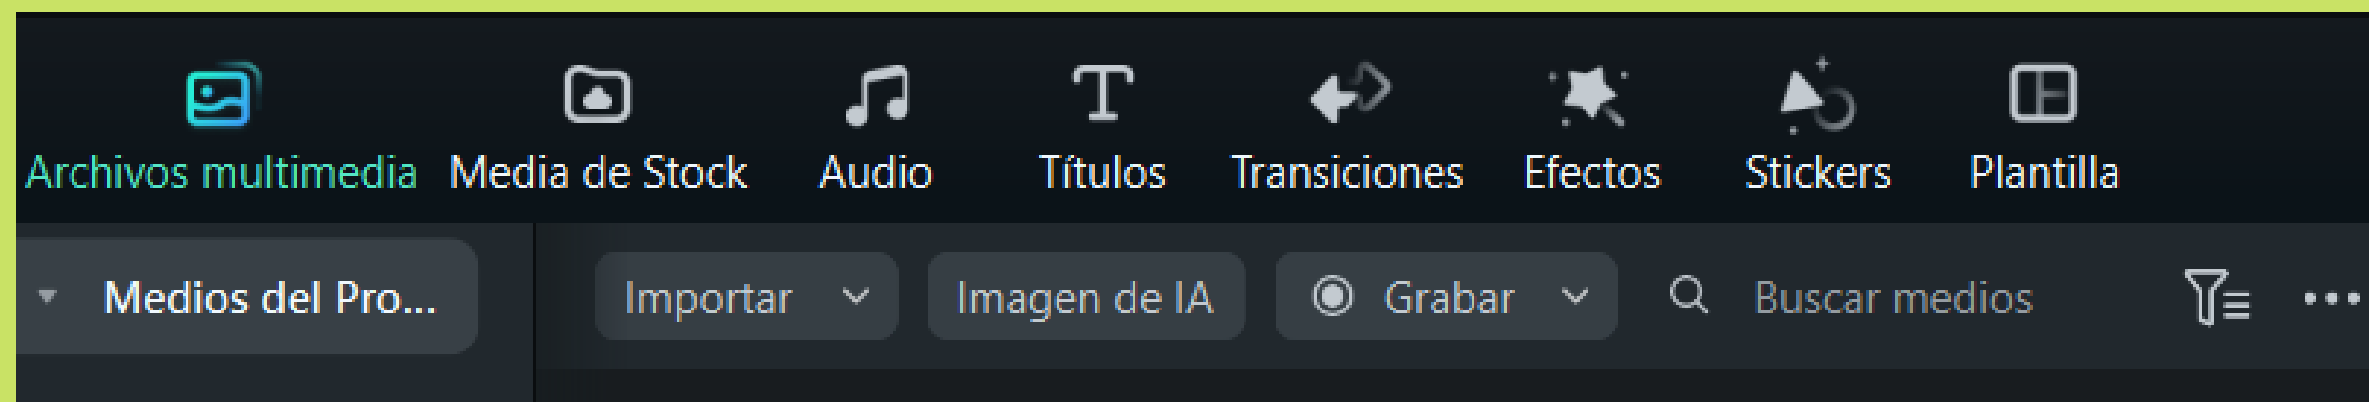 Archivos multimedia Media de Stock Audio Títulos Transiciones Efectos Stickers Plantilla
Medios del Pro... Importar Imagen de IA Grabar Buscar medios